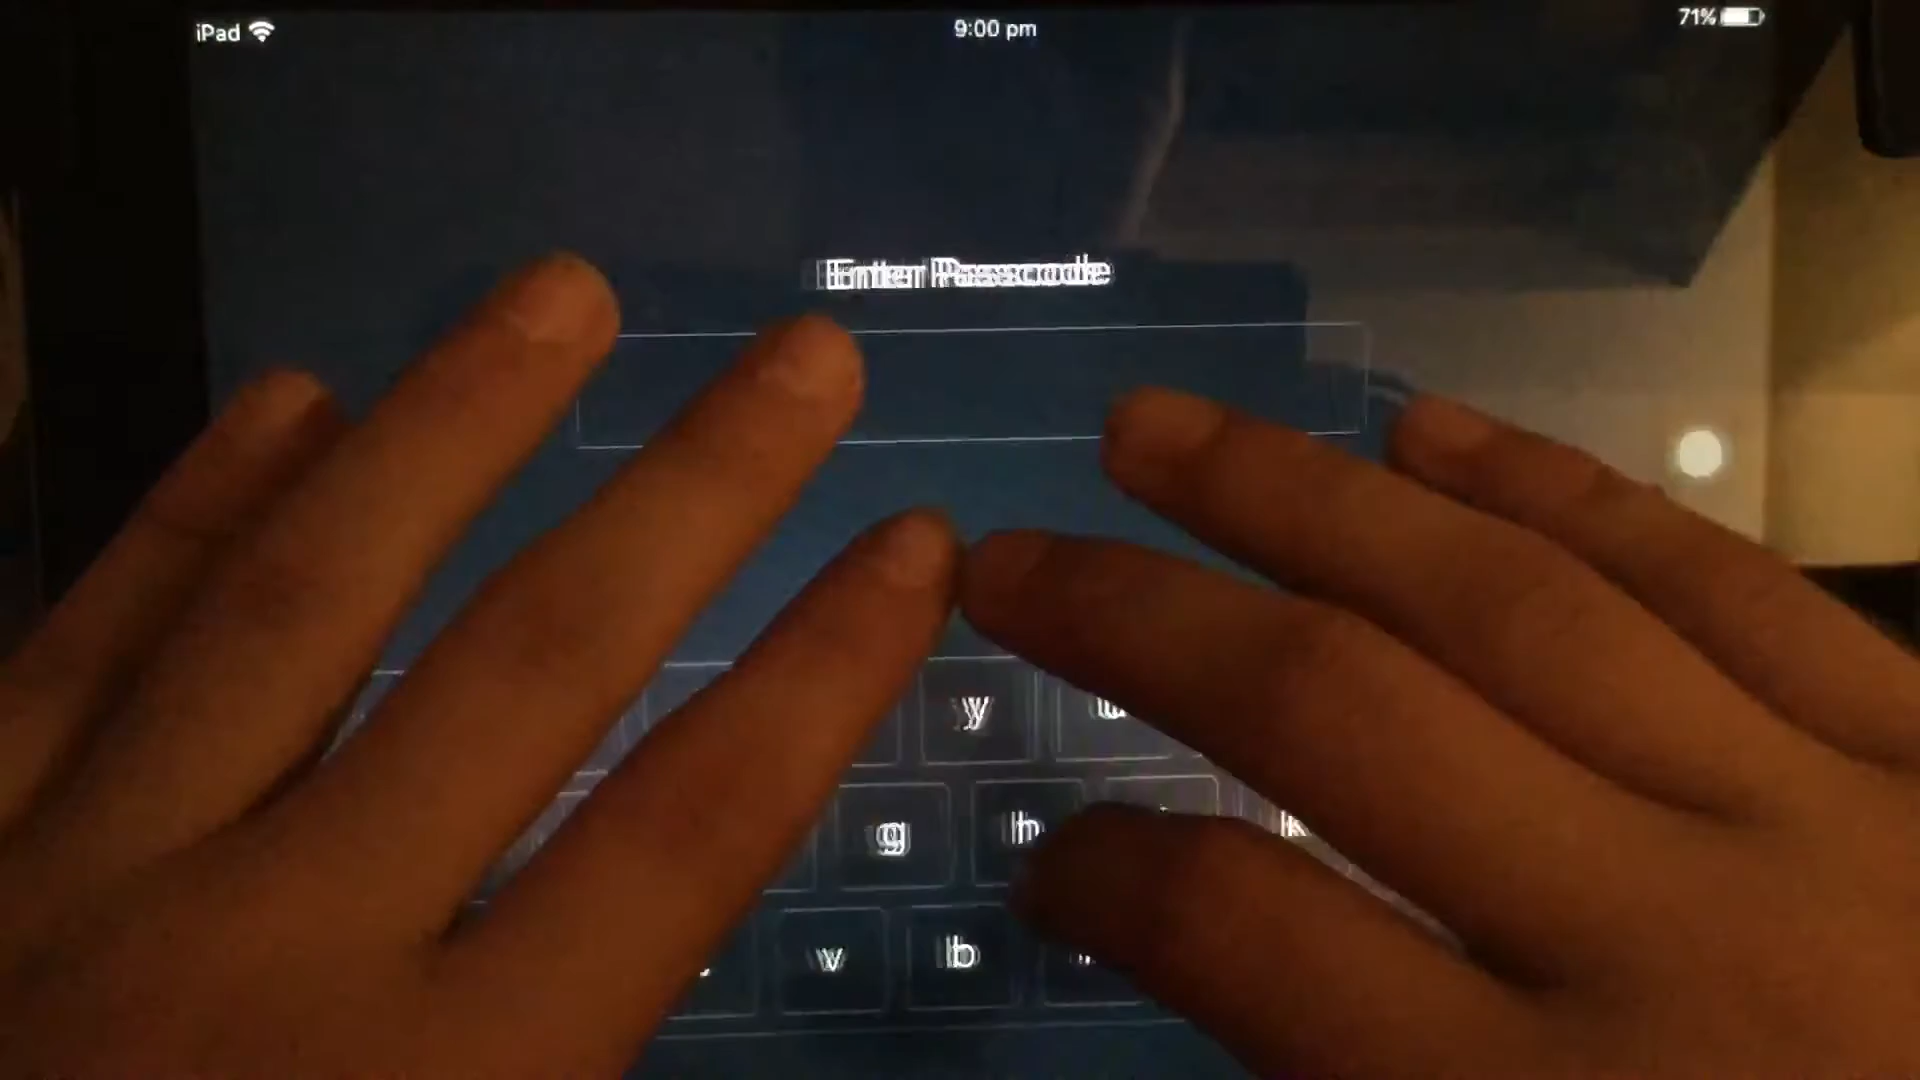 iPad 9:00 pm 71%
Enter Passcode
y u
g h k
v b